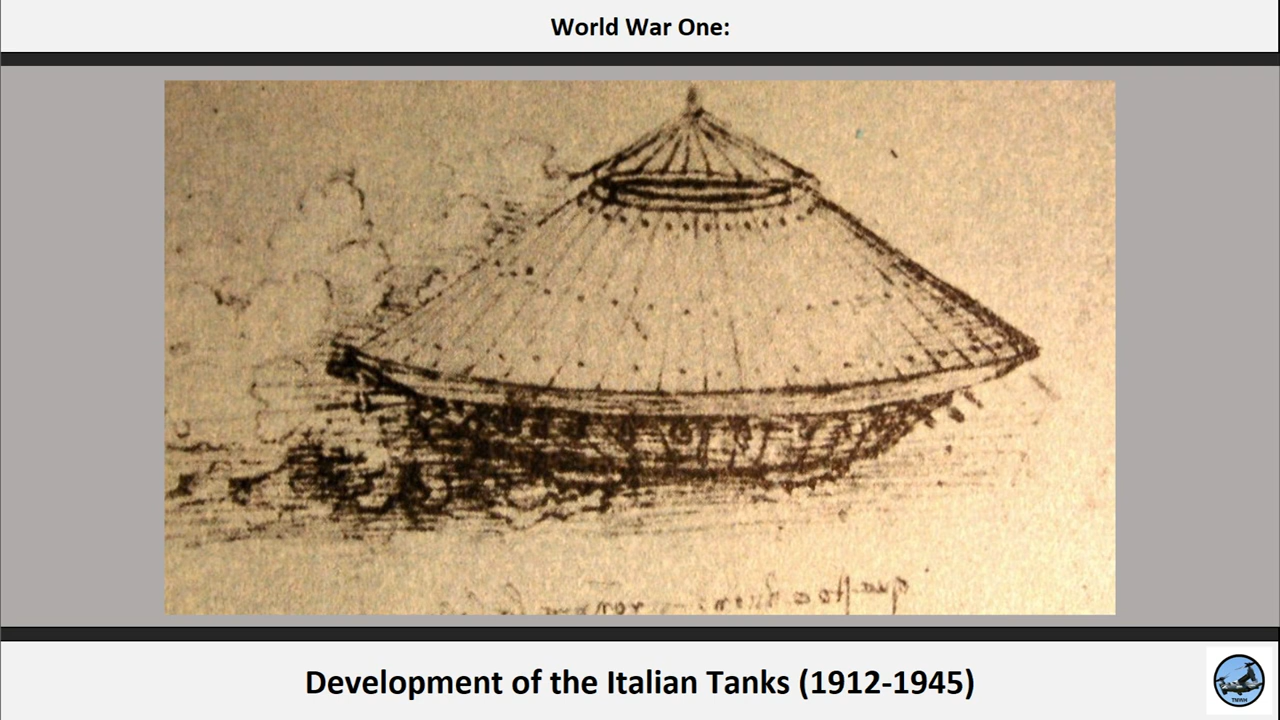 World War One:
Development of the Italian Tanks (1912-1945)